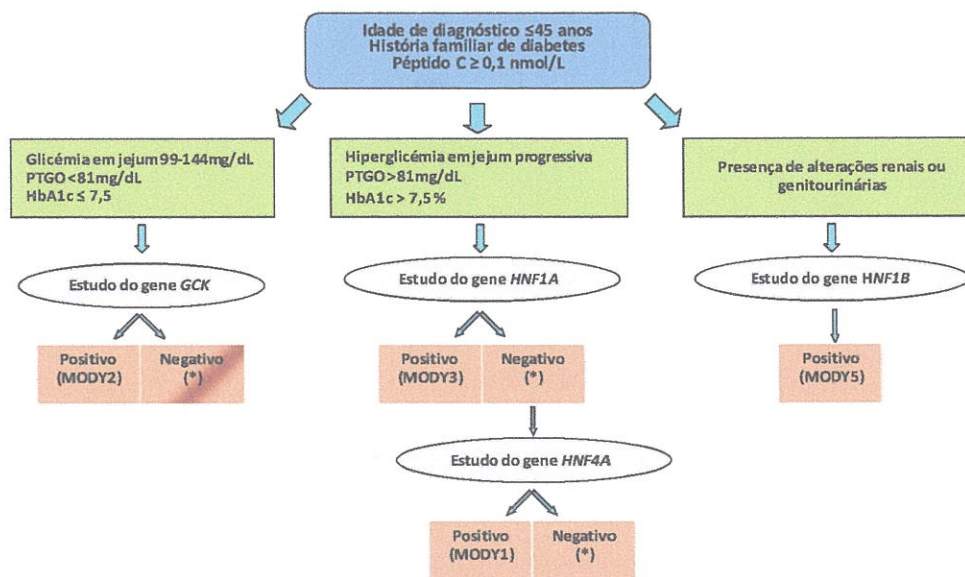 Idade de diagnóstico ≤45 anos
História familiar de diabetes
Péptido C ≥ 0,1 nmol/L
Glicémia em jejum 99-144mg/dL
PTGO <81mg/dL
HbA1c ≤ 7,5
Hiperglicémia em jejum progressiva
PTGO >81mg/dL
HbA1c > 7,5 %
Presença de alterações renais ou
genitourinárias
Estudo do gene GCK
Estudo do gene HNF1A
Estudo do gene HNF1B
Positivo
(MODY2)
Negativo
(*)
Positivo
(MODY3)
Negativo
(*)
Positivo
(MODY5)
Estudo do gene HNF4A
Positivo
(MODY1)
Negativo
(*)